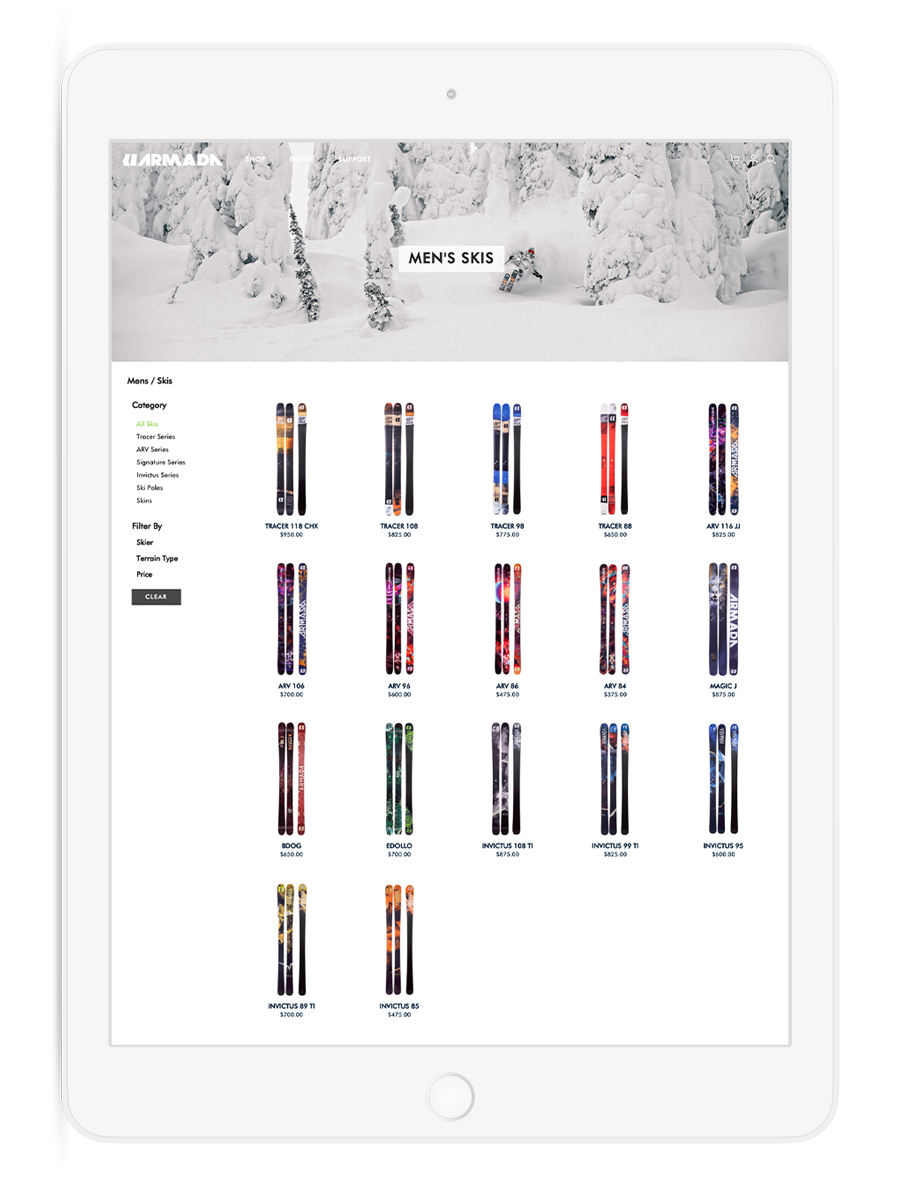 ARMADA SHOP INSIDE SUPPORT
MEN'S SKIS
Mens / Skis
Category
All Skis
Tracer Series
ARV Series
Signature Series
Invictus Series
Ski Poles
Skins
Filter By
Skier
Terrain Type
Price
CLEAR
TRACER 118 CHX
$950.00
TRACER 108
$825.00
TRACER 98
$775.00
TRACER 88
$650.00
ARV 116 JJ
$825.00
ARV 106
$700.00
ARV 96
$600.00
ARV 86
$475.00
ARV 84
$375.00
ARMADA
MAGIC J
$875.00
BDOG
$650.00
EDOLLO
$700.00
INVICTUS 108 TI
$875.00
INVICTUS 99 TI
$825.00
INVICTUS 95
$600.00
INVICTUS 89 TI
$700.00
INVICTUS 85
$475.00